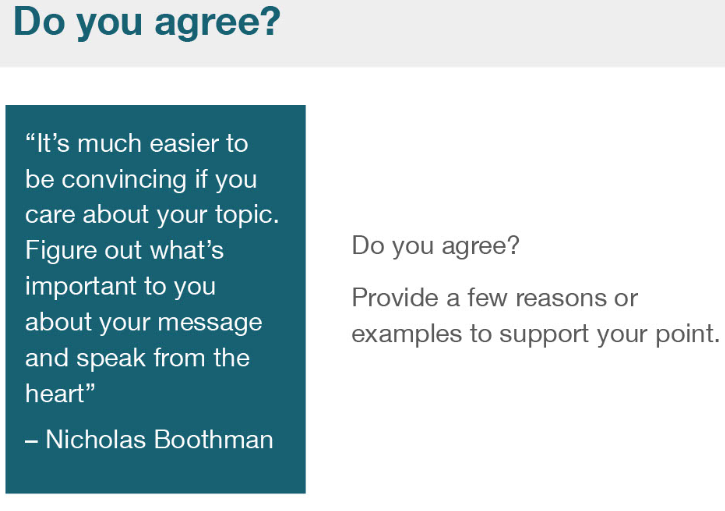 Do you agree?
“It’s much easier to
be convincing if you
care about your topic.
Figure out what’s
important to you
about your message
and speak from the
heart”
– Nicholas Boothman
Do you agree?
Provide a few reasons or
examples to support your point.